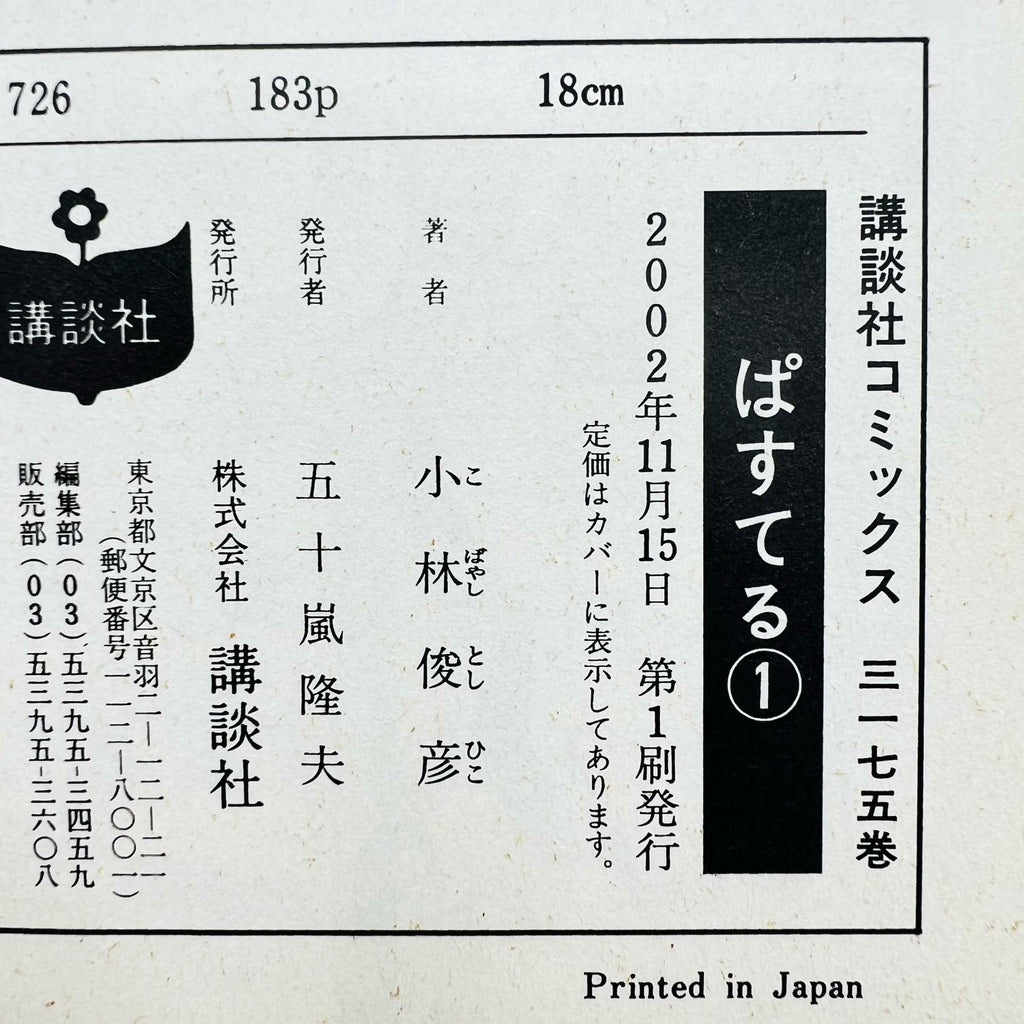 726 183p 18cm
講談社コミックス 三一七五巻
ぱすてる①
2002年11月15日 第1刷発行
定価はカバーに表示してあります。
著者 小林俊彦
こばやしとしひこ
発行者 五十嵐隆夫
発行所 株式会社 講談社
東京都文京区音羽二―一二―二一
(郵便番号一一二―八〇〇一)
編集部(03)五三九五-三四五九
販売部(03)五三九五-三六〇八
講談社
Printed in Japan